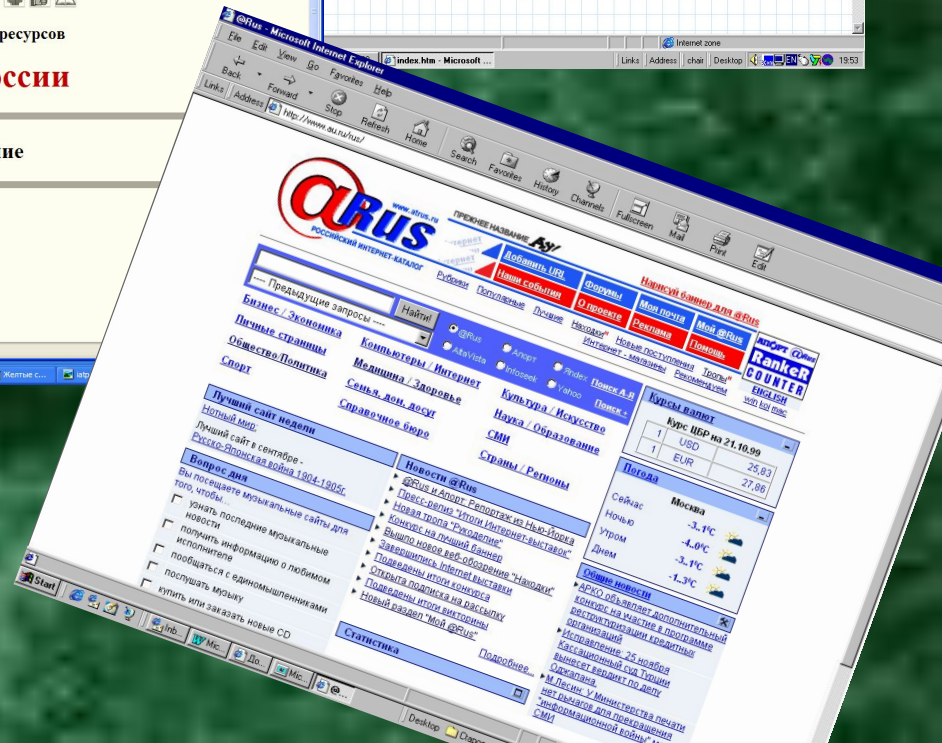 ресурсов
ссии
ие
Желтые с...
iatp
Internet zone
index.htm - Microsoft ...
Links Address chair Desktop EN 19:53
@Rus - Microsoft Internet Explorer
File Edit View Go Favorites Help
Back Forward Stop Refresh Home Search Favorites History Channels Fullscreen Mail Print Edit
Links Address http://www.au.ru/rus/
@Rus
www.atrus.ru
РОССИЙСКИЙ ИНТЕРНЕТ-КАТАЛОГ
ПРЕЖНЕЕ НАЗВАНИЕ Ау!
Нарисуй баннер для @Rus
Добавить URL Форумы Моя почта Мой @Rus
Наши события О проекте Реклама Помощь
Рубрики Популярные Лучшие Находки" Новые поступления Тропы"
Интернет - магазины Рекомендуем
---- Предыдущие запросы ----
Найти!
@Rus Апорт Яndex Поиск А-Я
AltaVista Infoseek Yahoo Поиск +
АПОРТ @Rus
RankeR
COUNTER
ENGLISH
win koi mac
Бизнес / Экономика
Личные страницы
Общество/Политика
Спорт
Компьютеры / Интернет
Медицина / Здоровье
Семья, дом, досуг
Справочное бюро
Культура / Искусство
Наука / Образование
СМИ
Страны / Регионы
Лучший сайт недели
Нотный мир:
Лучший сайт в сентябре -
Русско-Японская война 1904-1905г.
Вопрос дня
Вы посещаете музыкальные сайты для
того, чтобы...
узнать последние музыкальные
новости
получить информацию о любимом
исполнителе
пообщаться с единомышленниками
послушать музыку
купить или заказать новые CD
Новости @Rus
@Rus и Апорт: Репортаж из Нью-Йорка
Пресс-релиз "Итоги Интернет-выставок"
Новая тропа "Рукоделие"
Конкурс на лучший баннер
Вышло новое веб-обозрение "Находки"
Завершились Internet выставки
Подведены итоги конкурса
Открыта подписка на рассылку
Подведены итоги викторины
Новый раздел "Мой @Rus"
Подробнее...
Статистика
Курсы валют
Курс ЦБР на 21.10.99
1 USD 25,83
1 EUR 27,86
Погода
Москва
Сейчас -3..1°C
Ночью -4..0°C
Утром -3..1°C
Днем -1..3°C
Общие новости
АРКО объявляет дополнительный
конкурс на участие в программе
реструктуризации кредитных
организаций
Исправление: 25 ноября
Кассационный суд Турции
вынесет вердикт по делу
Оджалана
М.Лесин: У Министерства печати
нет рычагов для прекращения
"информационной войны"
СМИ
Start Inb... Mic... До... Mic... @...
Desktop